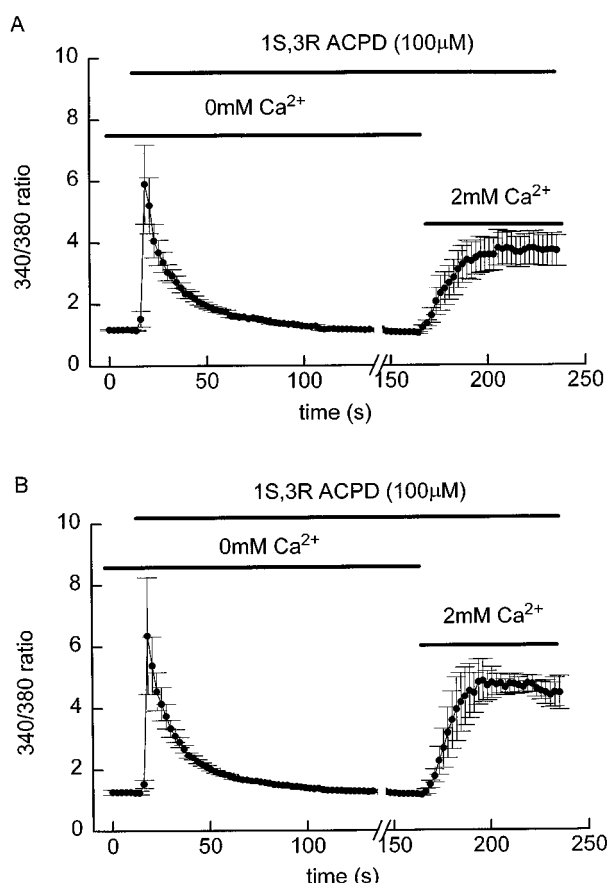 A
1S,3R ACPD (100µM)
10
0mM Ca²⁺
8
2mM Ca²⁺
6
340/380 ratio
4
2
0
0 50 100 150 200 250
time (s)
B
1S,3R ACPD (100µM)
10
0mM Ca²⁺
8
2mM Ca²⁺
6
340/380 ratio
4
2
0
0 50 100 150 200 250
time (s)